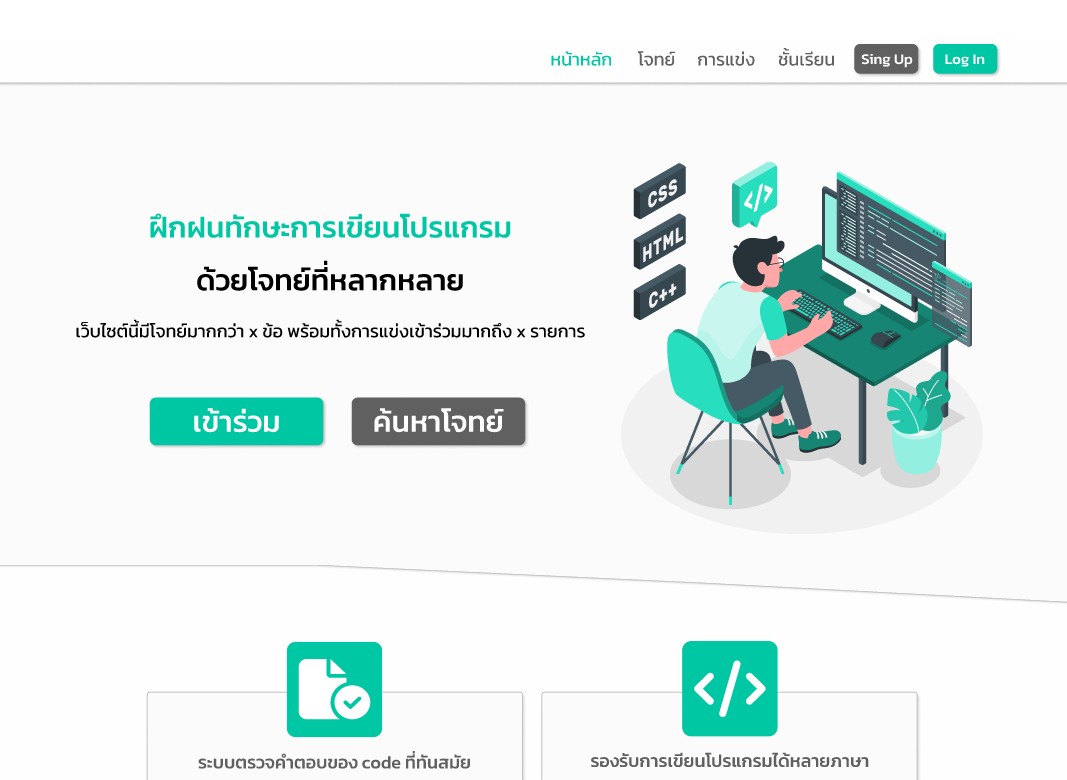 หน้าหลัก โจทย์ การแข่ง ชั้นเรียน Sing Up Log In
ฝึกฝนทักษะการเขียนโปรแกรม
ด้วยโจทย์ที่หลากหลาย
เว็บไซต์นี้มีโจทย์มากกว่า x ข้อ พร้อมทั้งการแข่งเข้าร่วมมากถึง x รายการ
เข้าร่วม ค้นหาโจทย์
CSS
</>
HTML
C++
</>
ระบบตรวจคำตอบของ code ที่ทันสมัย
รองรับการเขียนโปรแกรมได้หลายภาษา